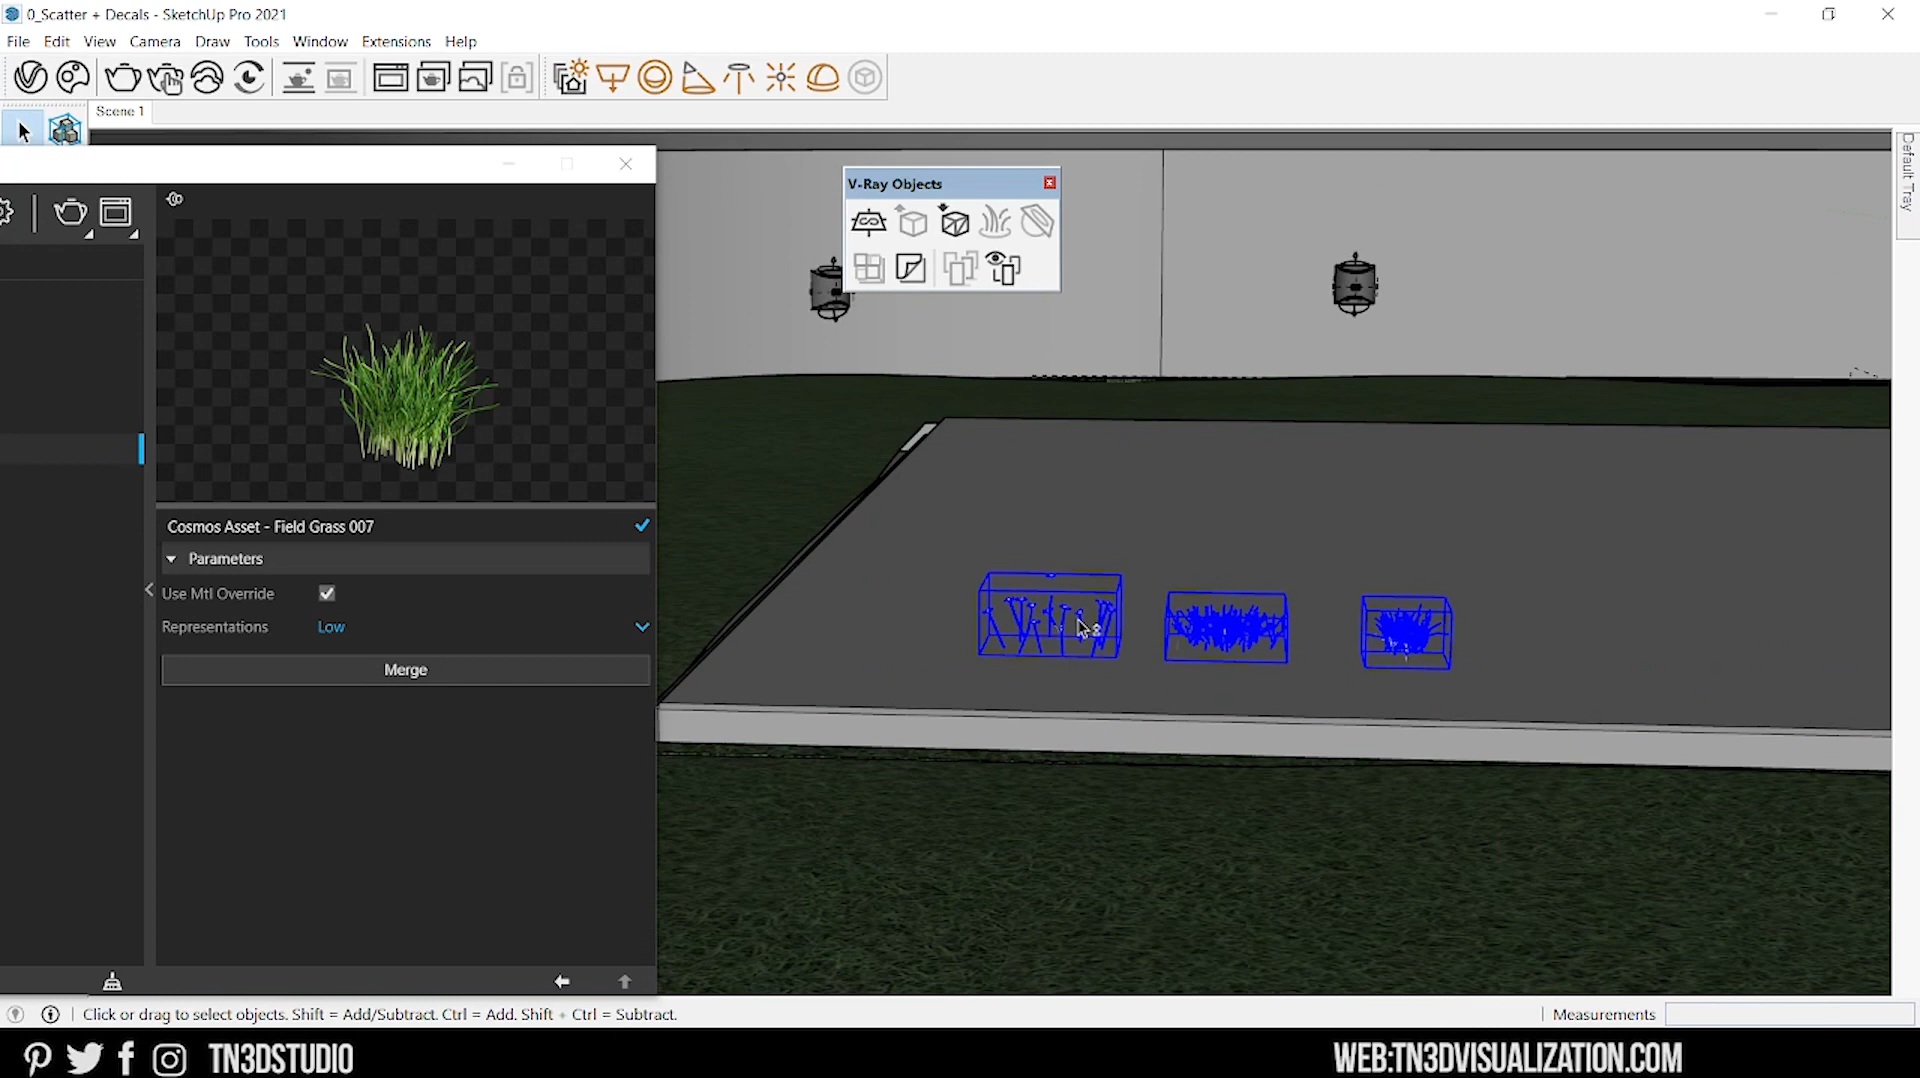 0_Scatter + Decals - SketchUp Pro 2021
File Edit View Camera Draw Tools Window Extensions Help
Scene 1
Default Tray
V-Ray Objects
Cosmos Asset - Field Grass 007
Parameters
Use Mtl Override
Representations Low
Merge
Click or drag to select objects. Shift = Add/Subtract. Ctrl = Add. Shift + Ctrl = Subtract.
Measurements
TN3DSTUDIO
WEB:TN3DVISUALIZATION.COM